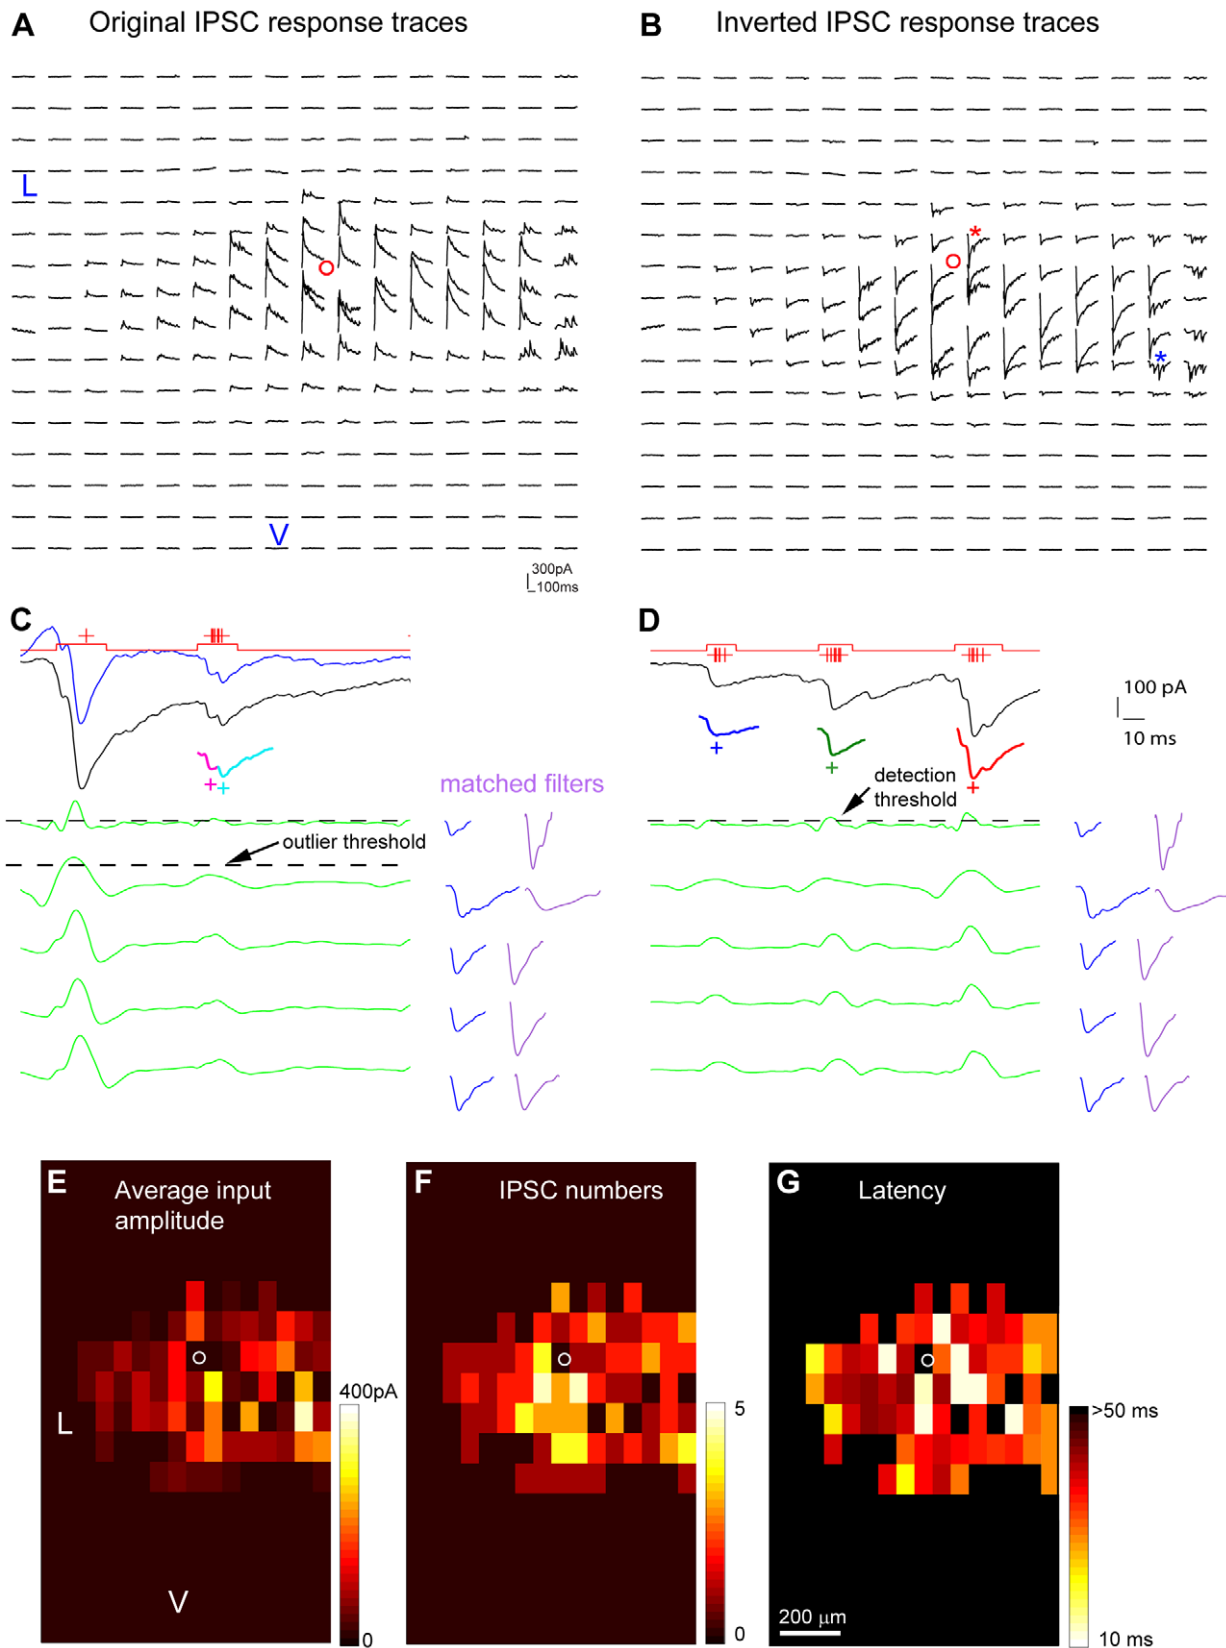 A Original IPSC response traces
B Inverted IPSC response traces
L
V
300pA
100ms
*
*
C
D
100 pA
10 ms
matched filters
detection
threshold
outlier threshold
E Average input
amplitude
F IPSC numbers
G Latency
400pA
5
>50 ms
L
V
200 μm
0
0
10 ms